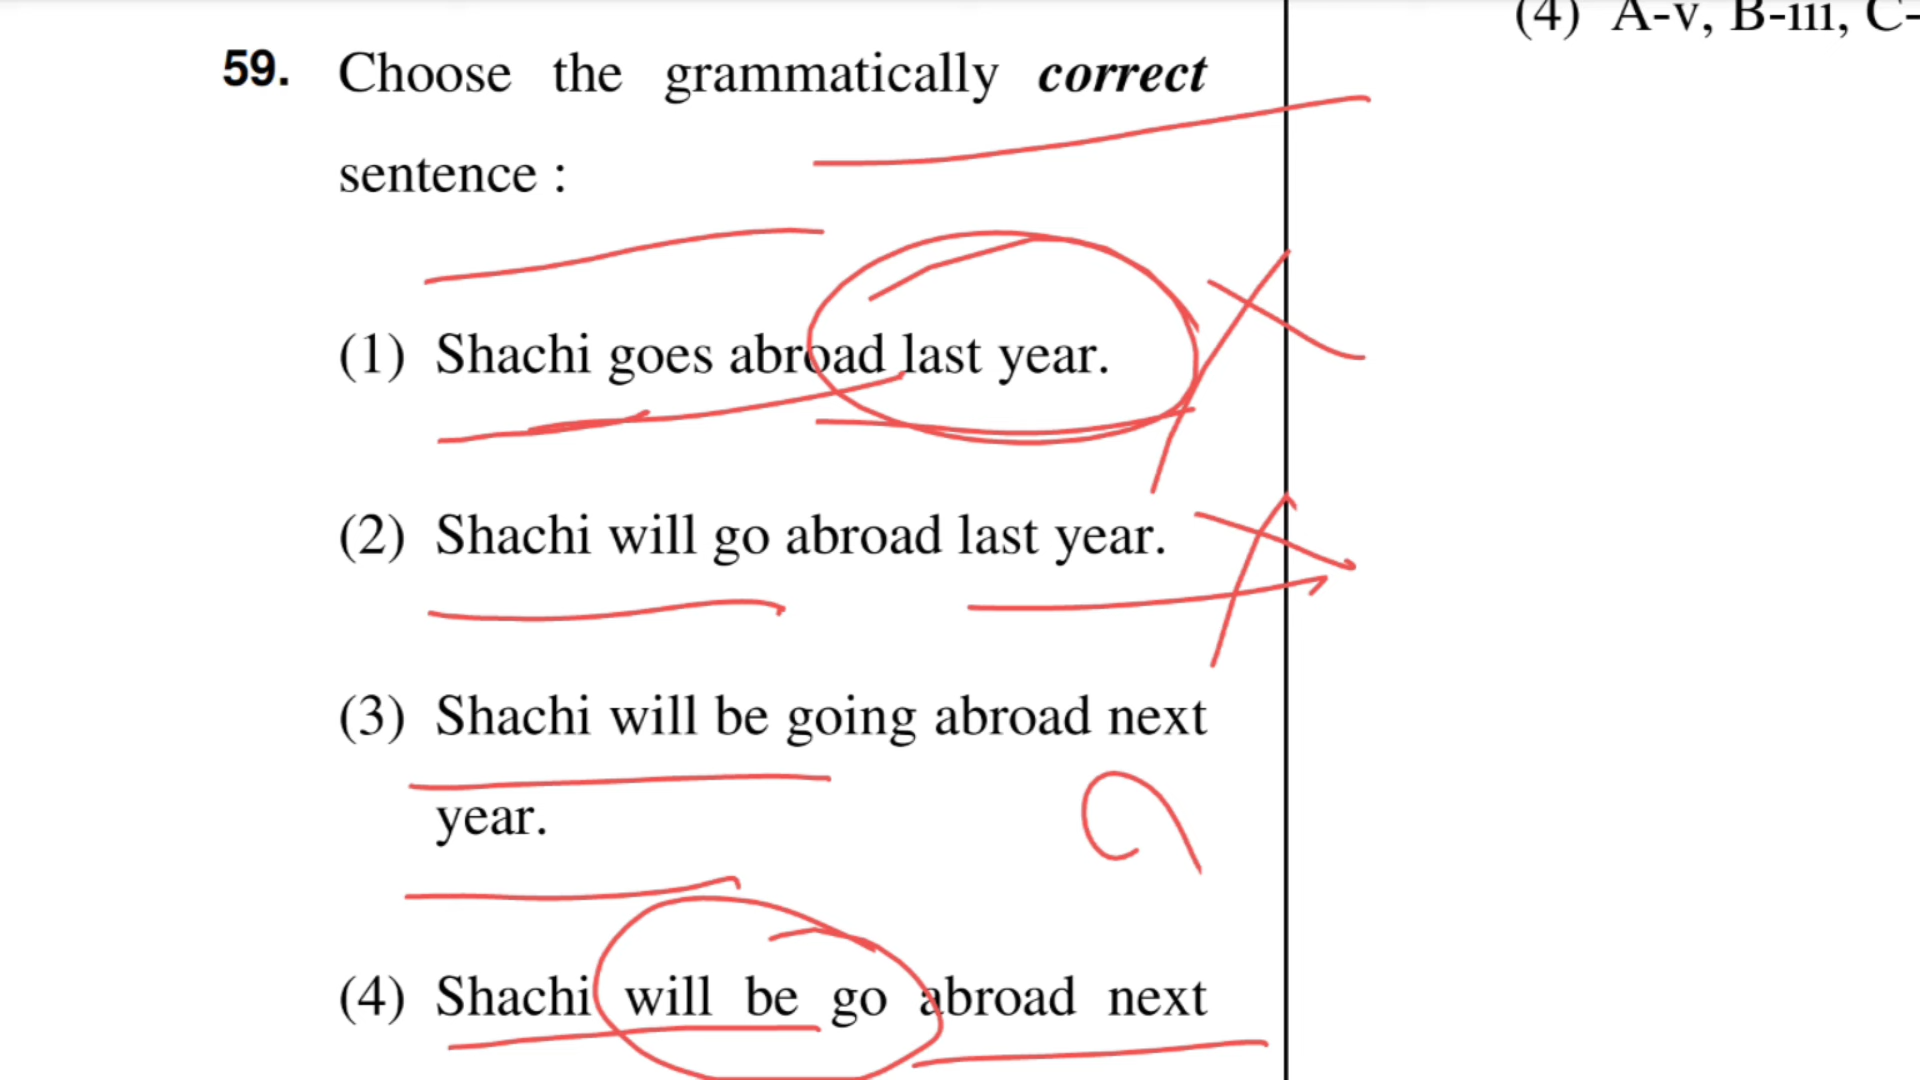 (4) A-v, B-iii, C-
59. Choose the grammatically correct
sentence :
(1) Shachi goes abroad last year.
(2) Shachi will go abroad last year.
(3) Shachi will be going abroad next
year.
(4) Shachi will be go abroad next